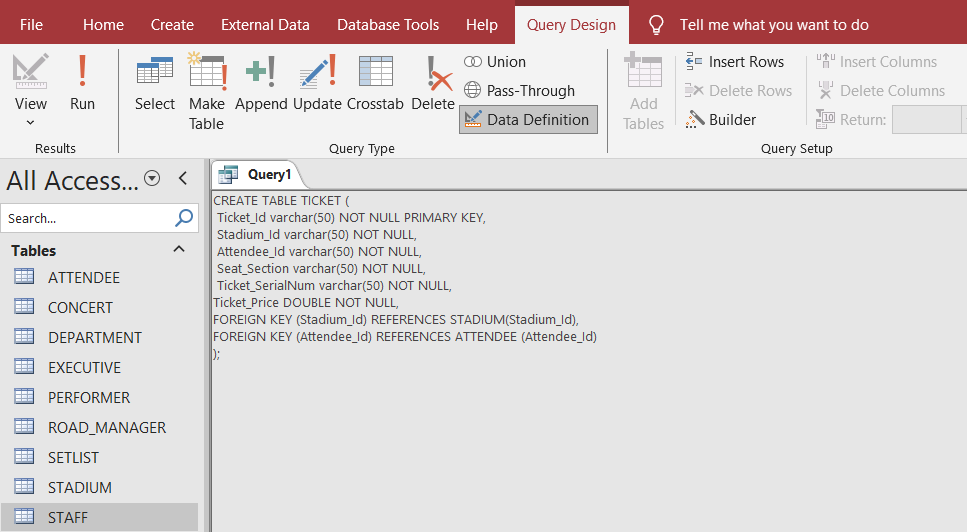 File Home Create External Data Database Tools Help Query Design Tell me what you want to do
View Run Select Make Table Append Update Crosstab Delete
Union
Pass-Through
Data Definition
Add Tables
Insert Rows
Delete Rows
Builder
Insert Columns
Delete Columns
Return:
Results Query Type Query Setup
All Access...
Search...
Tables
ATTENDEE
CONCERT
DEPARTMENT
EXECUTIVE
PERFORMER
ROAD_MANAGER
SETLIST
STADIUM
STAFF
Query1
CREATE TABLE TICKET (
Ticket_Id varchar(50) NOT NULL PRIMARY KEY,
Stadium_Id varchar(50) NOT NULL,
Attendee_Id varchar(50) NOT NULL,
Seat_Section varchar(50) NOT NULL,
Ticket_SerialNum varchar(50) NOT NULL,
Ticket_Price DOUBLE NOT NULL,
FOREIGN KEY (Stadium_Id) REFERENCES STADIUM(Stadium_Id),
FOREIGN KEY (Attendee_Id) REFERENCES ATTENDEE (Attendee_Id)
);